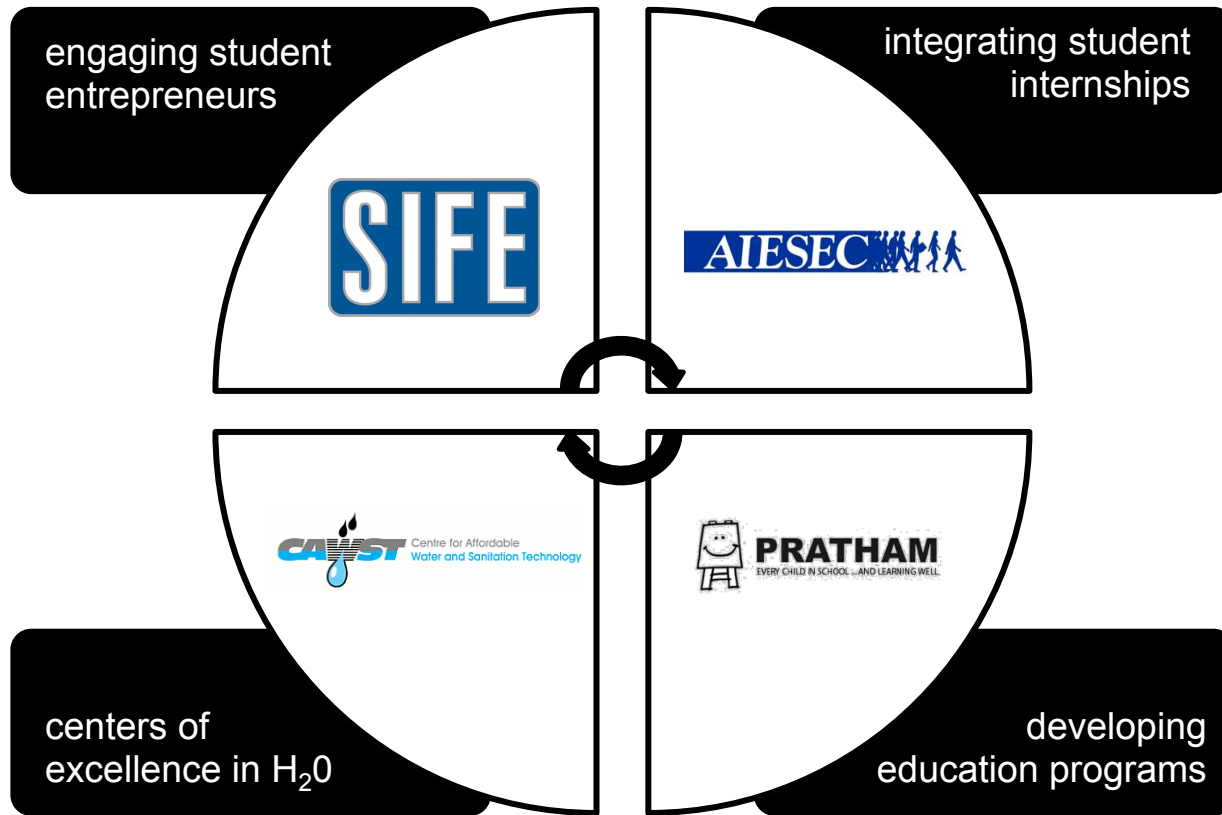 engaging student
entrepreneurs
integrating student
internships
SIFE
AIESEC
CAWST Centre for Affordable
Water and Sanitation Technology
PRATHAM
EVERY CHILD IN SCHOOL ... AND LEARNING WELL
centers of
excellence in H₂0
developing
education programs